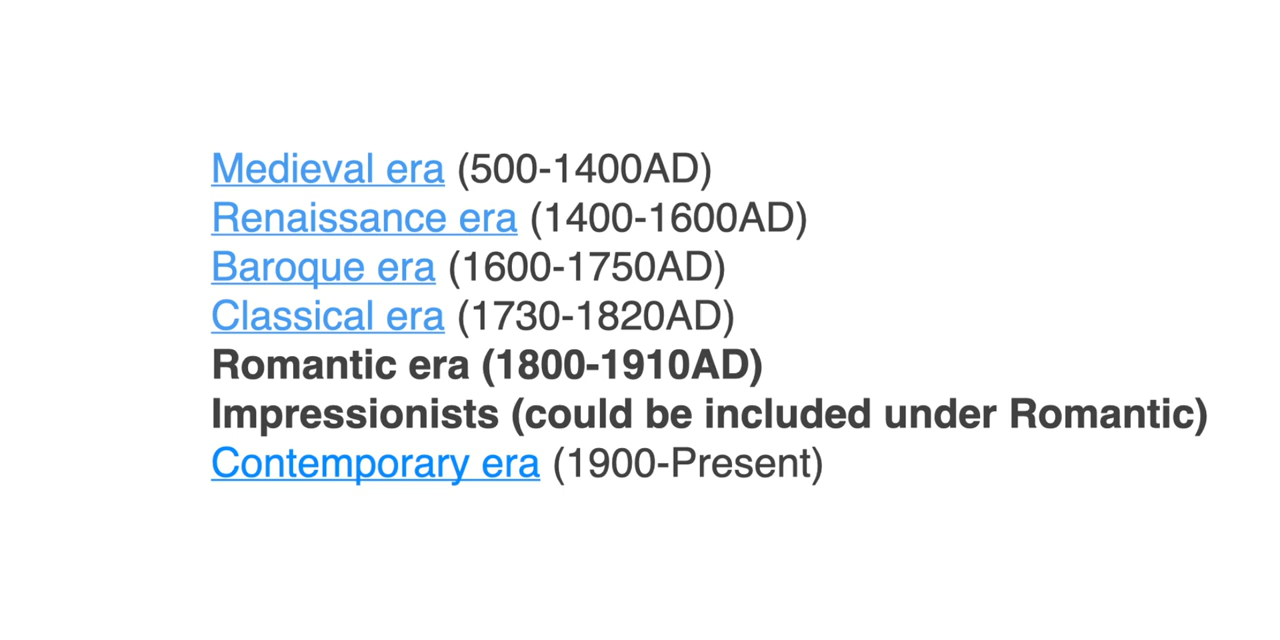 Medieval era (500-1400AD)
Renaissance era (1400-1600AD)
Baroque era (1600-1750AD)
Classical era (1730-1820AD)
Romantic era (1800-1910AD)
Impressionists (could be included under Romantic)
Contemporary era (1900-Present)